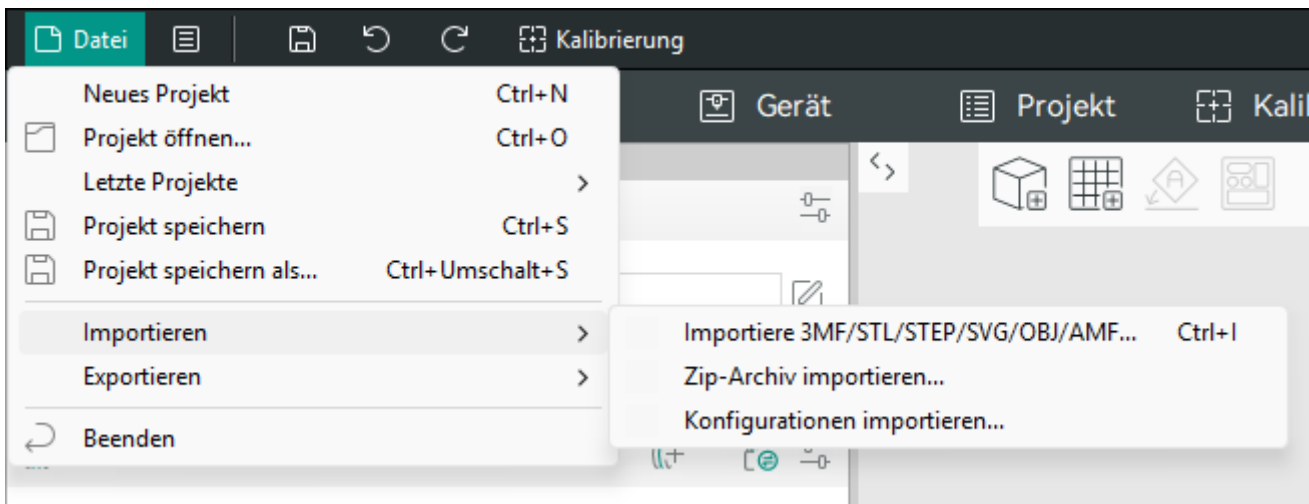 Datei
Kalibrierung
Neues Projekt Ctrl+N
Projekt öffnen... Ctrl+O
Letzte Projekte
Projekt speichern Ctrl+S
Projekt speichern als... Ctrl+Umschalt+S
Importieren
Exportieren
Beenden
Gerät
Projekt
Kali
Importiere 3MF/STL/STEP/SVG/OBJ/AMF... Ctrl+I
Zip-Archiv importieren...
Konfigurationen importieren...